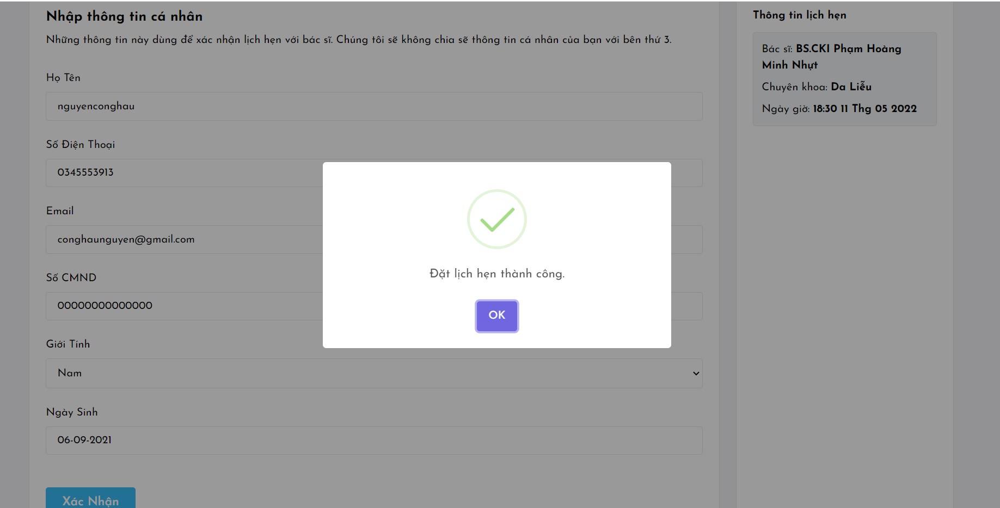 Nhập thông tin cá nhân
Những thông tin này dùng để xác nhận lịch hẹn với bác sĩ. Chúng tôi sẽ không chia sẽ thông tin cá nhân của bạn với bên thứ 3.
Họ Tên
nguyenconghau
Số Điện Thoại
0345553913
Email
conghaunguyen@gmail.com
Số CMND
00000000000000
Giới Tính
Nam
Ngày Sinh
06-09-2021
Xác Nhận
Đặt lịch hẹn thành công.
OK
Thông tin lịch hẹn
Bác sĩ: BS.CKI Phạm Hoàng
Minh Nhựt
Chuyên khoa: Da Liễu
Ngày giờ: 18:30 11 Thg 05 2022